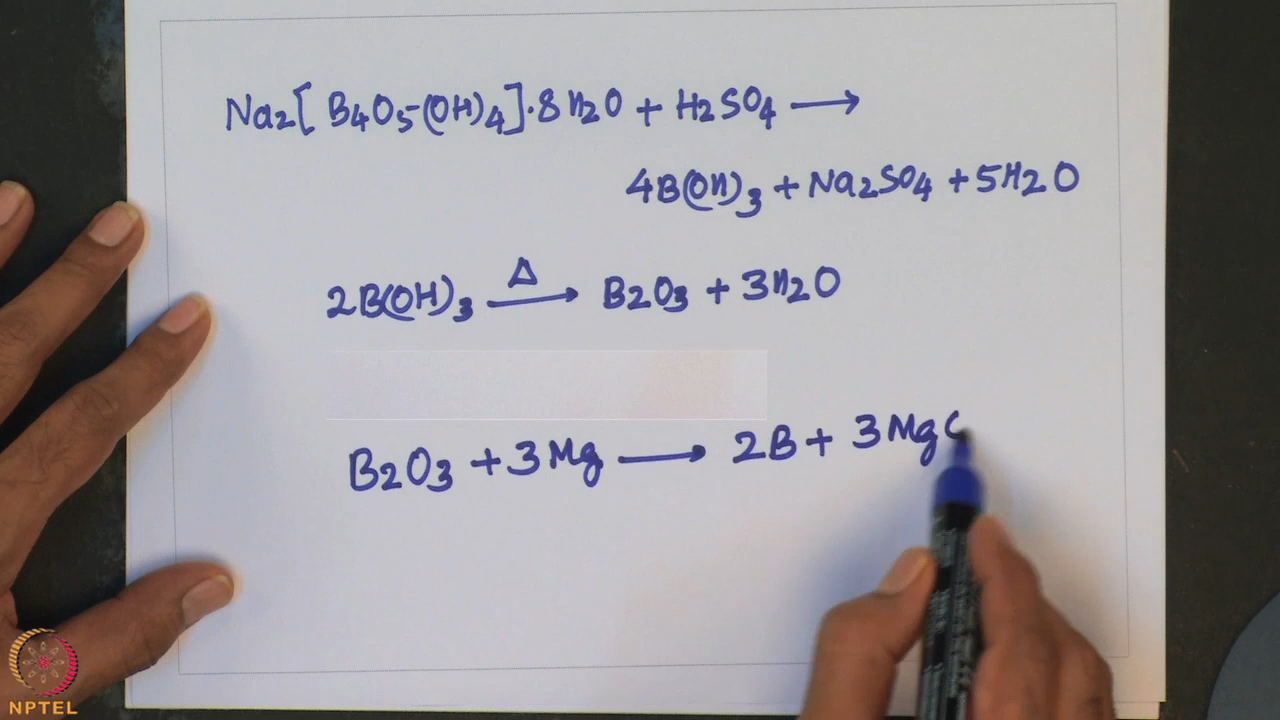 Na2[B4O5(OH)4]·8H2O + H2SO4 →
4B(OH)3 + Na2SO4 + 5H2O
2B(OH)3 Δ→ B2O3 + 3H2O
B2O3 + 3Mg → 2B + 3Mg
NPTEL